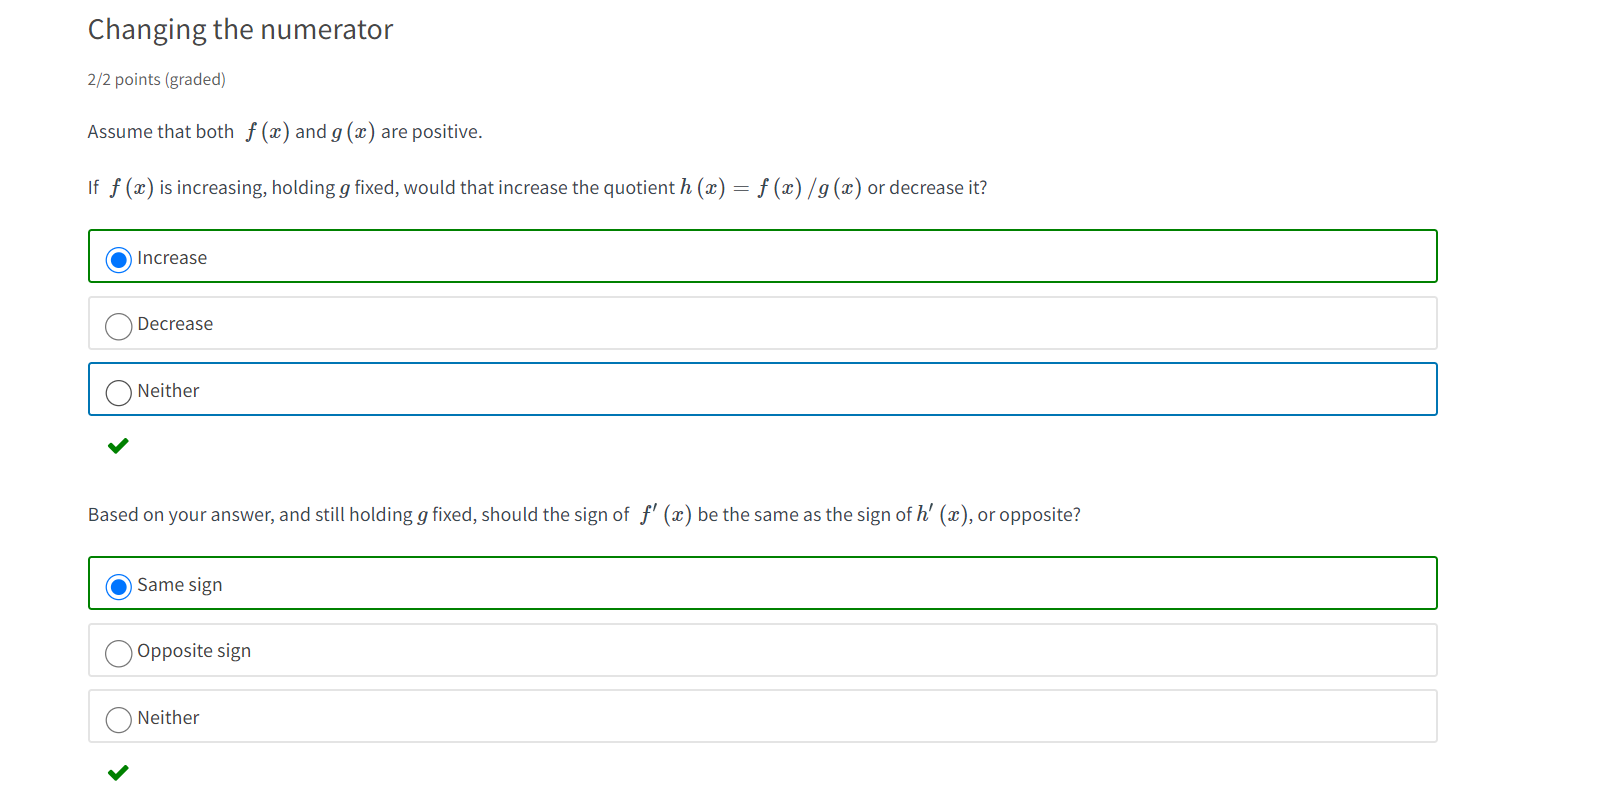 Changing the numerator
2/2 points (graded)
Assume that both f (x) and g (x) are positive.
If f (x) is increasing, holding g fixed, would that increase the quotient h (x) = f (x) /g (x) or decrease it?
Increase
Decrease
Neither
Based on your answer, and still holding g fixed, should the sign of f′ (x) be the same as the sign of h′ (x), or opposite?
Same sign
Opposite sign
Neither